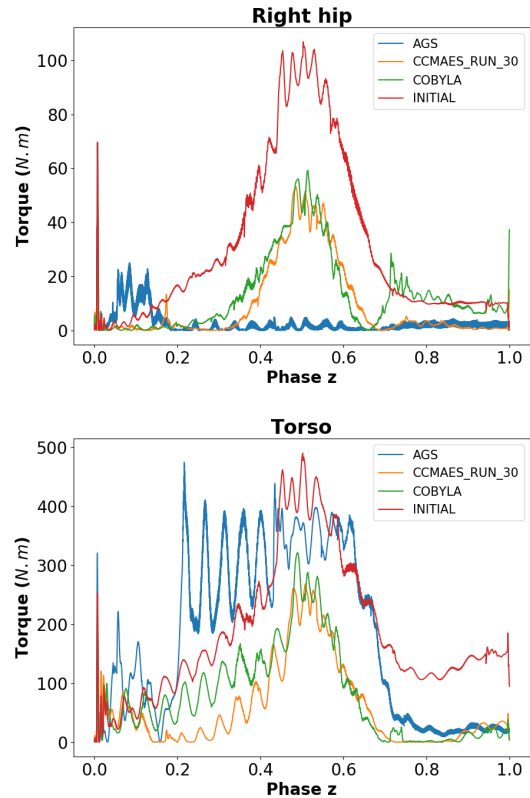 Right hip
AGS
CCMAES_RUN_30
COBYLA
INITIAL
100
80
60
40
20
0
Torque (N.m)
0.0 0.2 0.4 0.6 0.8 1.0
Phase z
Torso
AGS
CCMAES_RUN_30
COBYLA
INITIAL
500
400
300
200
100
0
Torque (N.m)
0.0 0.2 0.4 0.6 0.8 1.0
Phase z